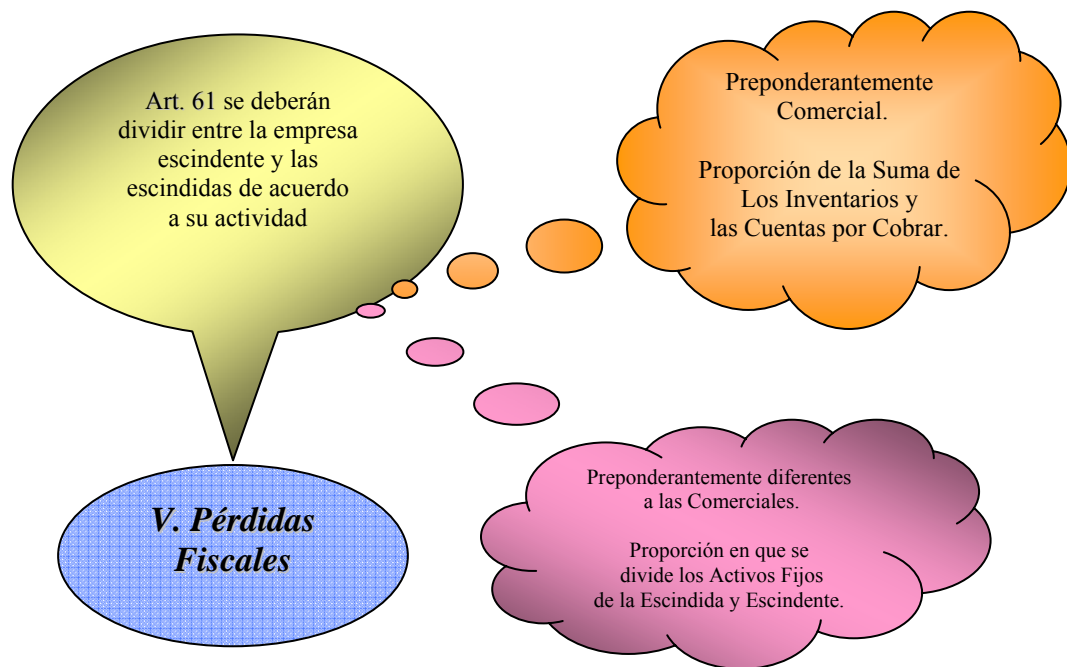 Art. 61 se deberán
dividir entre la empresa
escindente y las
escindidas de acuerdo
a su actividad
Preponderantemente
Comercial.
Proporción de la Suma de
Los Inventarios y
las Cuentas por Cobrar.
V. Pérdidas
Fiscales
Preponderantemente diferentes
a las Comerciales.
Proporción en que se
divide los Activos Fijos
de la Escindida y Escindente.